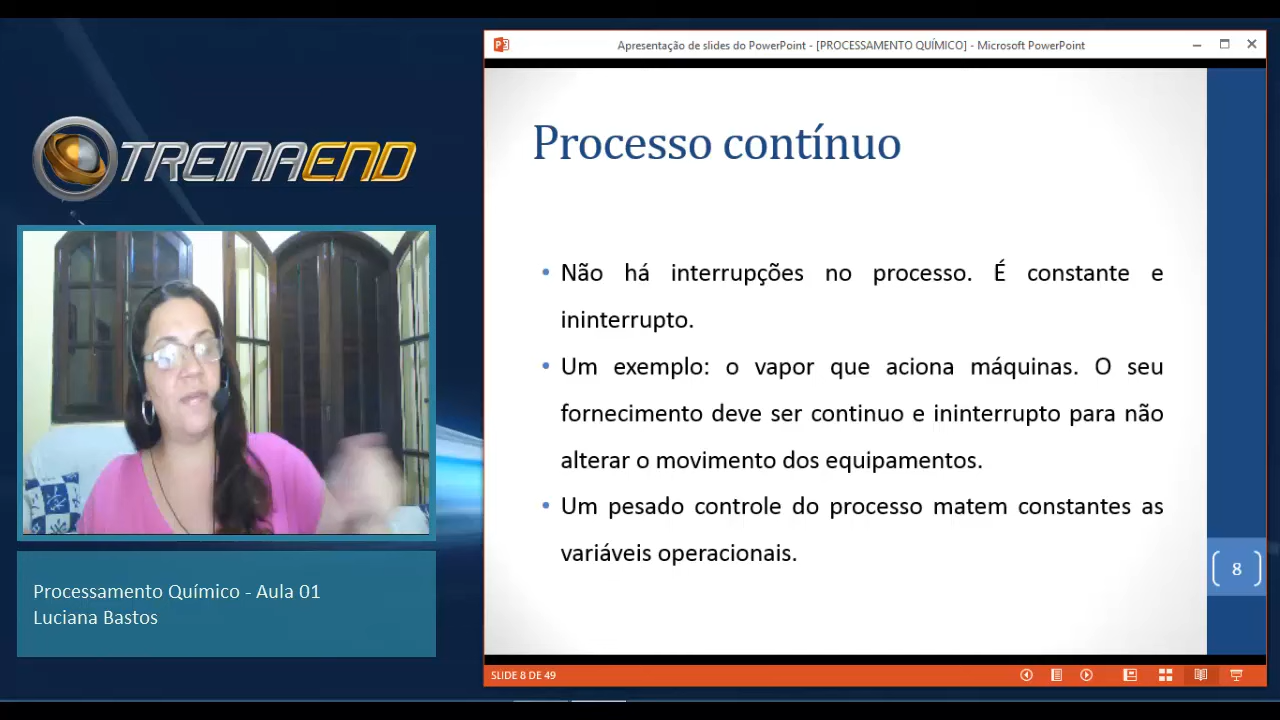 TREINAEND
Processamento Químico - Aula 01
Luciana Bastos
Apresentação de slides do PowerPoint - [PROCESSAMENTO QUÍMICO] - Microsoft PowerPoint
Processo contínuo
• Não há interrupções no processo. É constante e
ininterrupto.
• Um exemplo: o vapor que aciona máquinas. O seu
fornecimento deve ser continuo e ininterrupto para não
alterar o movimento dos equipamentos.
• Um pesado controle do processo matem constantes as
variáveis operacionais.
8
SLIDE 8 DE 49